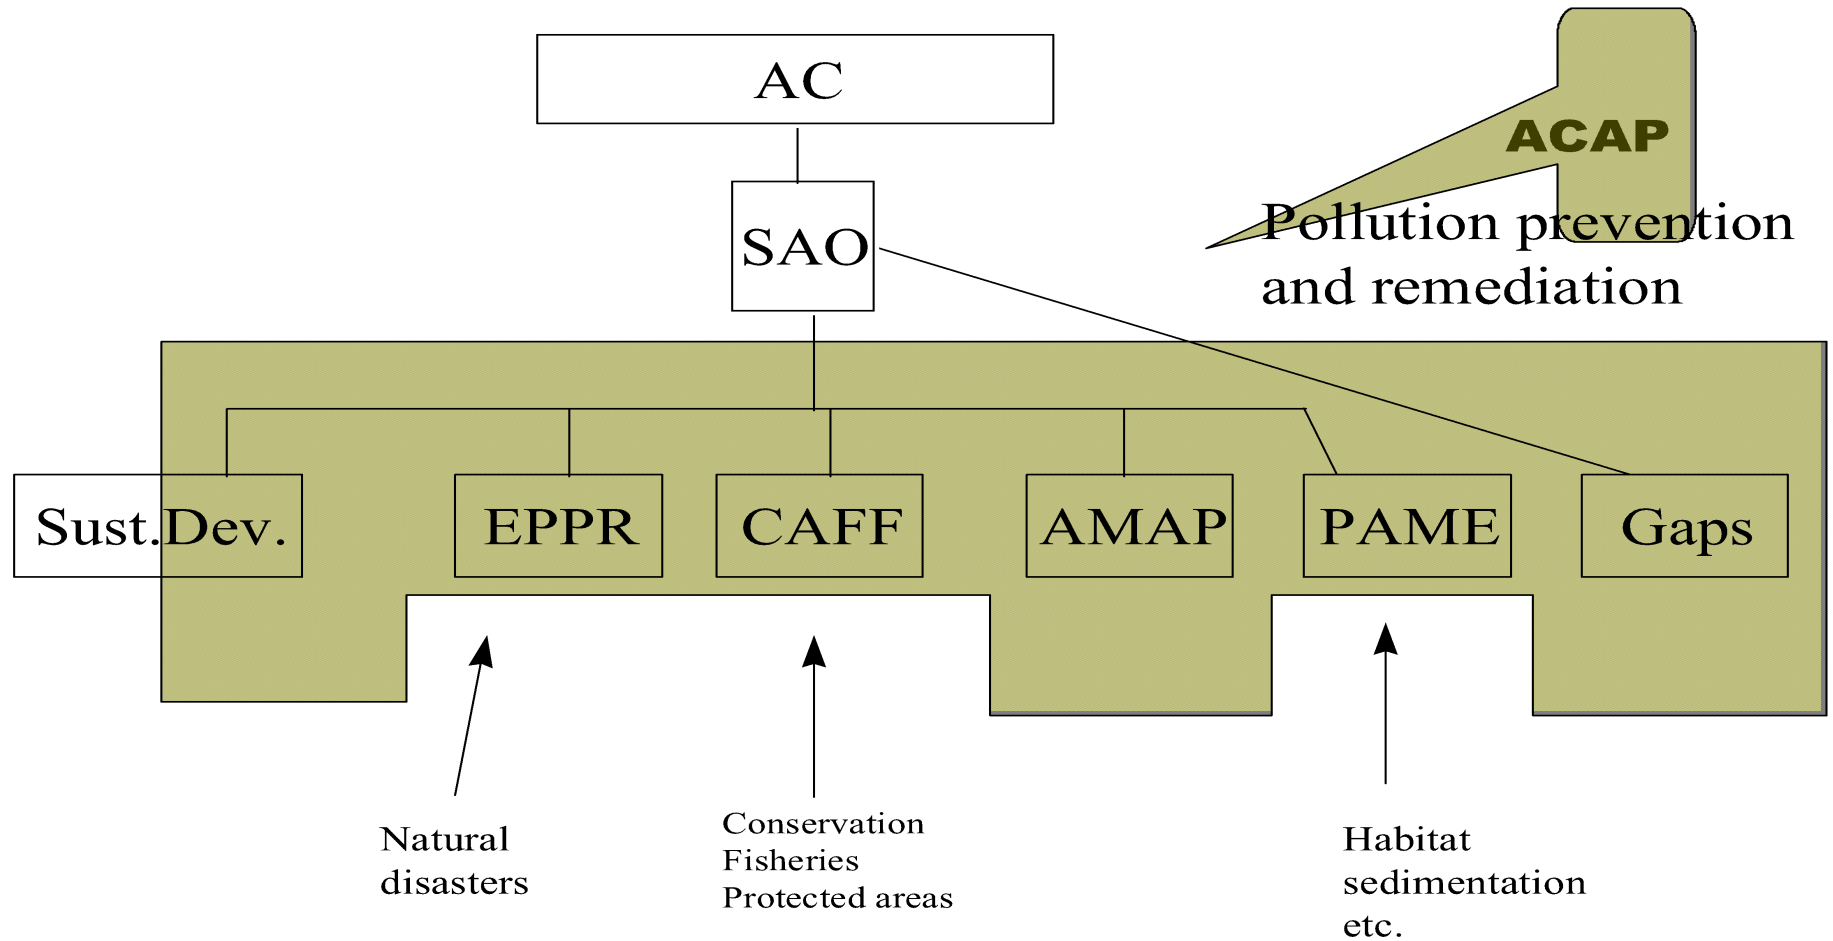 AC
ACAP
SAO
Pollution prevention
and remediation
Sust.Dev.
EPPR
CAFF
AMAP
PAME
Gaps
Natural
disasters
Conservation
Fisheries
Protected areas
Habitat
sedimentation
etc.